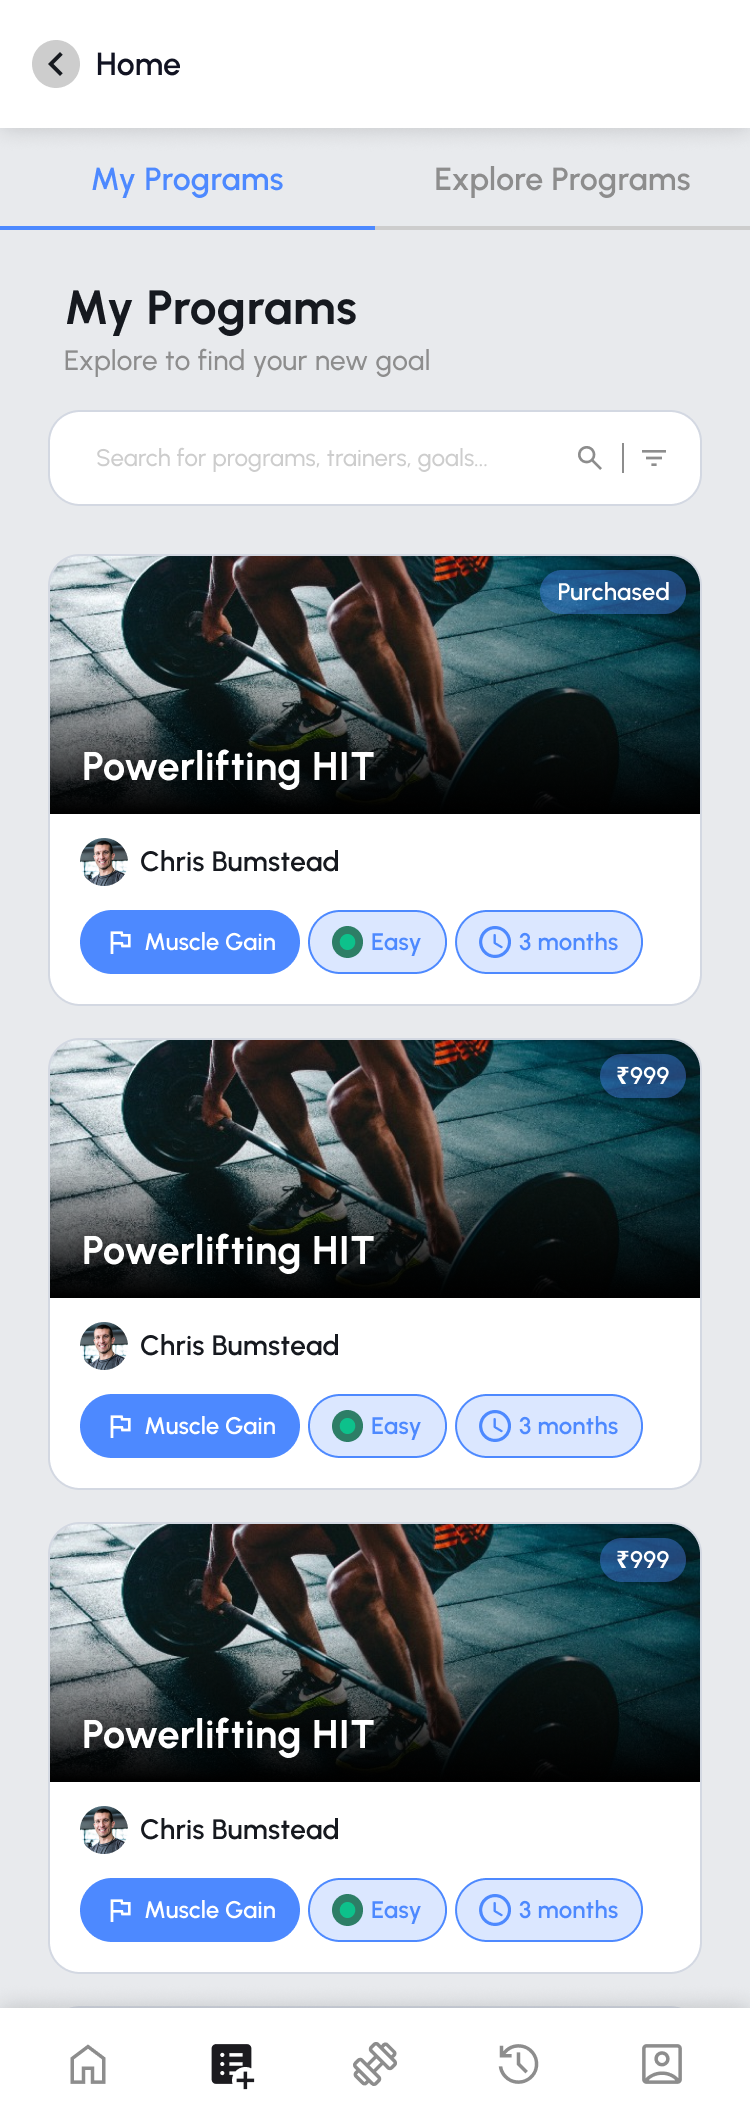 Home
My Programs
Explore Programs
My Programs
Explore to find your new goal
Search for programs, trainers, goals...
Purchased
Powerlifting HIT
Chris Bumstead
Muscle Gain
Easy
3 months
₹999
Powerlifting HIT
Chris Bumstead
Muscle Gain
Easy
3 months
₹999
Powerlifting HIT
Chris Bumstead
Muscle Gain
Easy
3 months